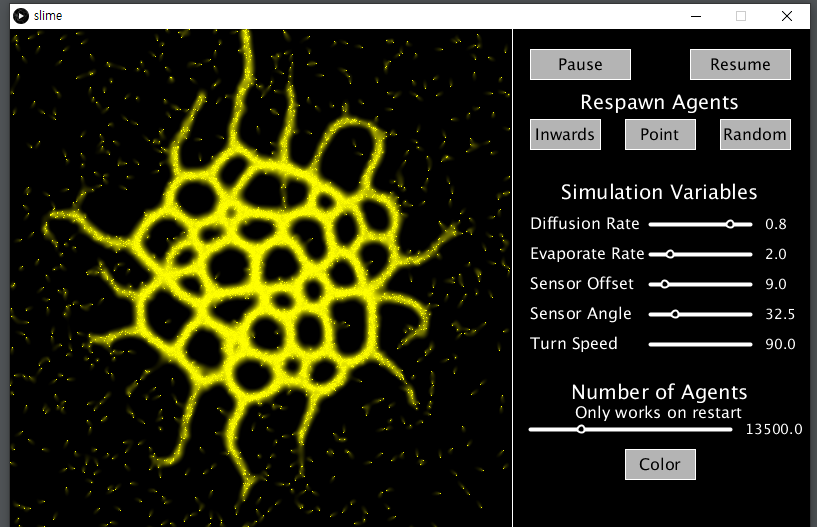 slime
Pause Resume
Respawn Agents
Inwards Point Random
Simulation Variables
Diffusion Rate 0.8
Evaporate Rate 2.0
Sensor Offset 9.0
Sensor Angle 32.5
Turn Speed 90.0
Number of Agents
Only works on restart
13500.0
Color